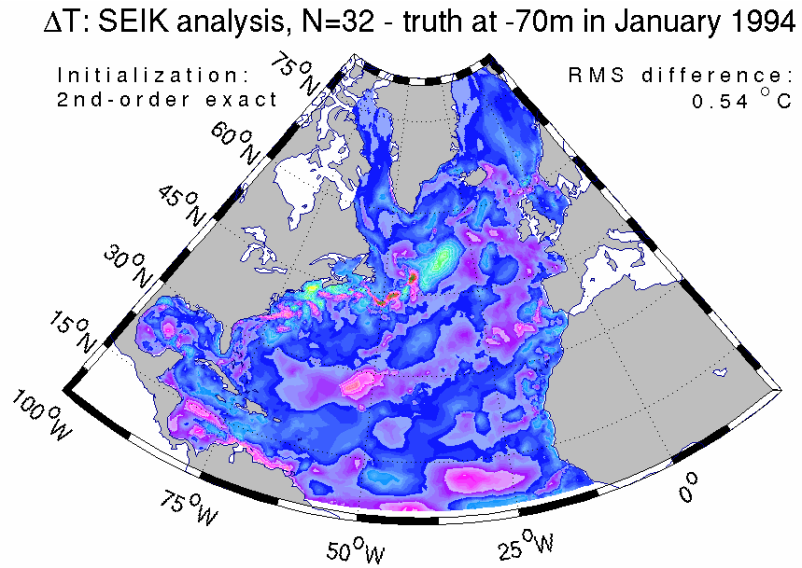 ΔT: SEIK analysis, N=32 - truth at -70m in January 1994
Initialization:
2nd-order exact
RMS difference:
0.54 °C
75°N
60°N
45°N
30°N
15°N
100°W
75°W
50°W
25°W
0°